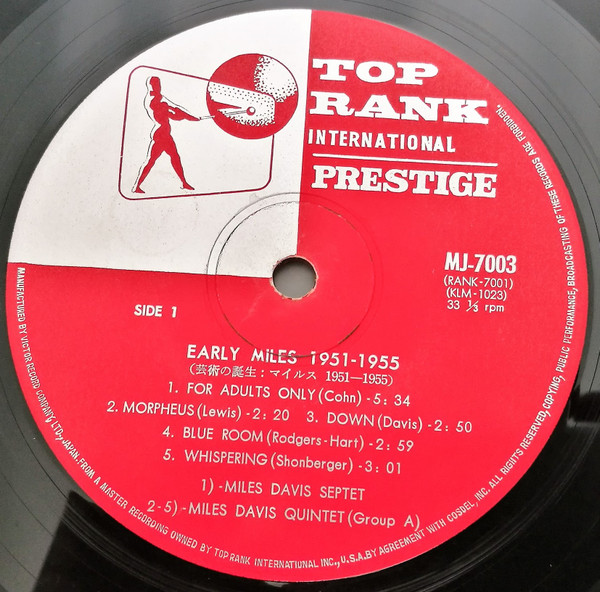 TOP
RANK
INTERNATIONAL
PRESTIGE
MJ-7003
(RANK-7001)
(KLM-1023)
33 ⅓ rpm
SIDE 1
EARLY MILES 1951-1955
(芸術の誕生：マイルス 1951—1955)
1. FOR ADULTS ONLY (Cohn) - 5: 34
2. MORPHEUS (Lewis) - 2: 20 3. DOWN (Davis) - 2: 50
4. BLUE ROOM (Rodgers-Hart) - 2: 59
5. WHISPERING (Shonberger) - 3: 01
1) - MILES DAVIS SEPTET
2-5) - MILES DAVIS QUINTET (Group A)
MANUFACTURED BY VICTOR RECORD COMPANY, LTD., JAPAN. FROM A MASTER RECORDING OWNED BY TOP RANK INTERNATIONAL INC., U.S.A. BY AGREEMENT WITH COSDEL, INC. ALL RIGHTS RESERVED, COPYING, PUBLIC PERFORMANCE, BROADCASTING OF THESE RECORDS ARE FORBIDDEN.